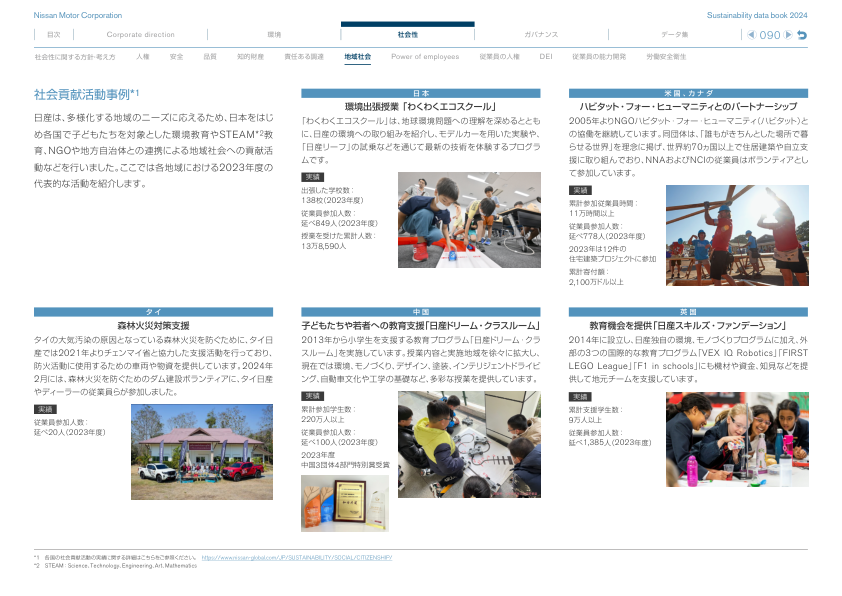 Nissan Motor Corporation
Sustainability data book 2024
目次
Corporate direction
環境
社会性
ガバナンス
データ集
090
社会性に関する方針・考え方
人権
安全
品質
知的財産
責任ある調達
地域社会
Power of employees
従業員の人権
DEI
従業員の能力開発
労働安全衛生
社会貢献活動事例*1
日産は、多様化する地域のニーズに応えるため、日本をはじ
め各国で子どもたちを対象とした環境教育やSTEAM*2教
育、NGOや地方自治体との連携による地域社会への貢献活
動などを行いました。ここでは各地域における2023年度の
代表的な活動を紹介します。
日本
環境出張授業「わくわくエコスクール」
「わくわくエコスクール」は、地球環境問題への理解を深めるととも
に、日産の環境への取り組みを紹介し、モデルカーを用いた実験や、
「日産リーフ」の試乗などを通じて最新の技術を体験するプログラ
ムです。
実績
出張した学校数：
138校(2023年度)
従業員参加人数：
延べ849人(2023年度)
授業を受けた累計人数：
13万8,590人
米国、カナダ
ハビタット・フォー・ヒューマニティとのパートナーシップ
2005年よりNGOハビタット・フォー・ヒューマニティ(ハビタット)と
の協働を継続しています。同団体は、「誰もがきちんとした場所で暮
らせる世界」を理念に掲げ、世界約70ヵ国以上で住居建築や自立支
援に取り組んでおり、NNAおよびNCIの従業員はボランティアとし
て参加しています。
実績
累計参加従業員時間：
11万時間以上
従業員参加人数：
延べ778人(2023年度)
2023年は12件の
住宅建築プロジェクトに参加
累計寄付額：
2,100万ドル以上
タイ
森林火災対策支援
タイの大気汚染の原因となっている森林火災を防ぐために、タイ日
産では2021年よりチェンマイ省と協力した支援活動を行っており、
防火活動に使用するための車両や物資を提供しています。2024年
2月には、森林火災を防ぐためのダム建設ボランティアに、タイ日産
やディーラーの従業員らが参加しました。
実績
従業員参加人数：
延べ20人(2023年度)
中国
子どもたちや若者への教育支援「日産ドリーム・クラスルーム」
2013年から小学生を支援する教育プログラム「日産ドリーム・クラ
スルーム」を実施しています。授業内容と実施地域を徐々に拡大し、
現在では環境、モノづくり、デザイン、塗装、インテリジェントドライビ
ング、自動車文化や工学の基礎など、多彩な授業を提供しています。
実績
累計参加学生数：
220万人以上
従業員参加人数：
延べ100人(2023年度)
2023年度
中国3団体4部門特別賞受賞
英国
教育機会を提供「日産スキルズ・ファンデーション」
2014年に設立し、日産独自の環境、モノづくりプログラムに加え、外
部の3つの国際的な教育プログラム「VEX IQ Robotics」「FIRST
LEGO League」「F1 in schools」にも機材や資金、知見などを提
供して地元チームを支援しています。
実績
累計支援学生数：
9万人以上
従業員参加人数：
延べ1,385人(2023年度)
*1 各国の社会貢献活動の実績に関する詳細はこちらをご参照ください。 https://www.nissan-global.com/JP/SUSTAINABILITY/SOCIAL/CITIZENSHIP/
*2 STEAM：Science, Technology, Engineering, Art, Mathematics